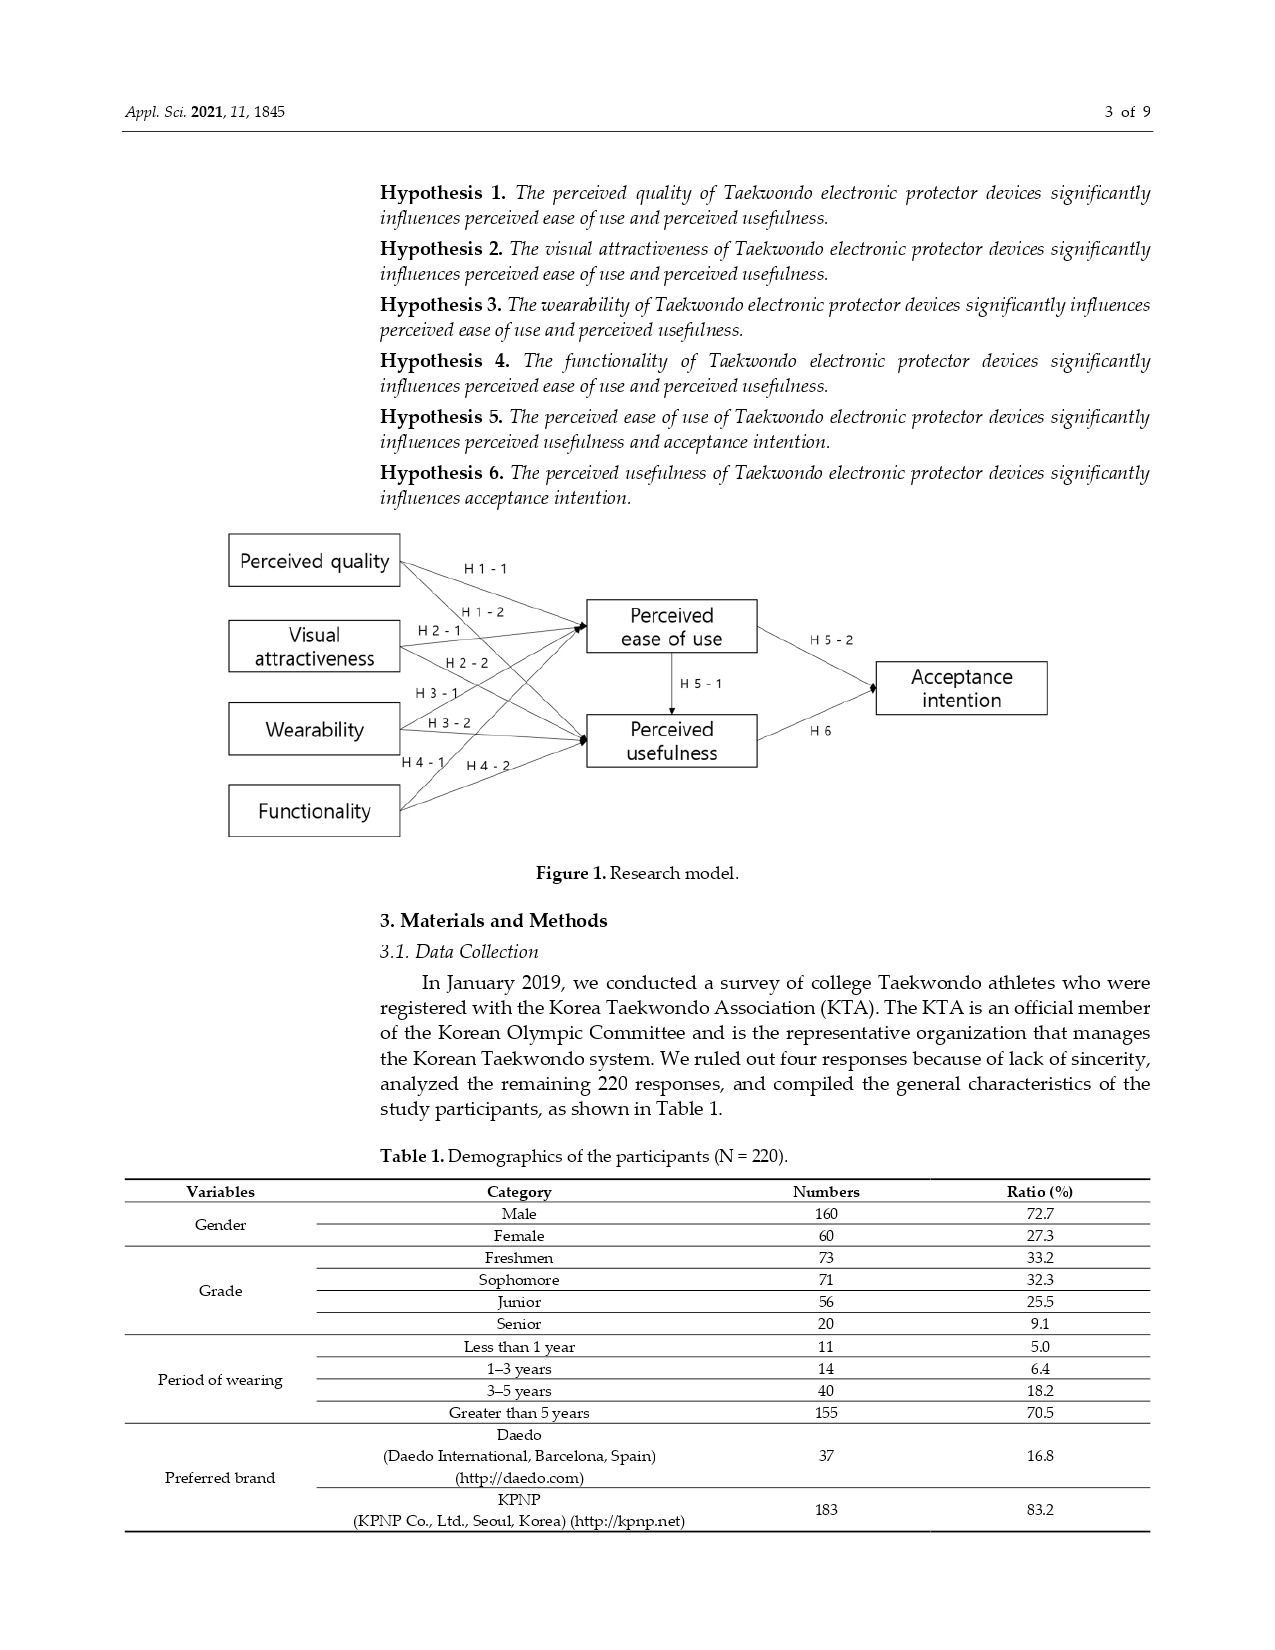 Appl. Sci. 2021, 11, 1845 3 of 9
Hypothesis 1. The perceived quality of Taekwondo electronic protector devices significantly
influences perceived ease of use and perceived usefulness.
Hypothesis 2. The visual attractiveness of Taekwondo electronic protector devices significantly
influences perceived ease of use and perceived usefulness.
Hypothesis 3. The wearability of Taekwondo electronic protector devices significantly influences
perceived ease of use and perceived usefulness.
Hypothesis 4. The functionality of Taekwondo electronic protector devices significantly
influences perceived ease of use and perceived usefulness.
Hypothesis 5. The perceived ease of use of Taekwondo electronic protector devices significantly
influences perceived usefulness and acceptance intention.
Hypothesis 6. The perceived usefulness of Taekwondo electronic protector devices significantly
influences acceptance intention.
Perceived quality
Visual
attractiveness
Wearability
Functionality
H 1 - 1
H 1 - 2
H 2 - 1
H 2 - 2
H 3 - 1
H 3 - 2
H 4 - 1
H 4 - 2
Perceived
ease of use
H 5 - 1
Perceived
usefulness
H 5 - 2
H 6
Acceptance
intention
Figure 1. Research model.
3. Materials and Methods
3.1. Data Collection
In January 2019, we conducted a survey of college Taekwondo athletes who were
registered with the Korea Taekwondo Association (KTA). The KTA is an official member
of the Korean Olympic Committee and is the representative organization that manages
the Korean Taekwondo system. We ruled out four responses because of lack of sincerity,
analyzed the remaining 220 responses, and compiled the general characteristics of the
study participants, as shown in Table 1.
Table 1. Demographics of the participants (N = 220).
Variables Category Numbers Ratio (%)
Gender
Male 160 72.7
Female 60 27.3
Grade
Freshmen 73 33.2
Sophomore 71 32.3
Junior 56 25.5
Senior 20 9.1
Period of wearing
Less than 1 year 11 5.0
1–3 years 14 6.4
3–5 years 40 18.2
Greater than 5 years 155 70.5
Preferred brand
Daedo
(Daedo International, Barcelona, Spain) 37 16.8
(http://daedo.com)
KPNP
(KPNP Co., Ltd., Seoul, Korea) (http://kpnp.net) 183 83.2